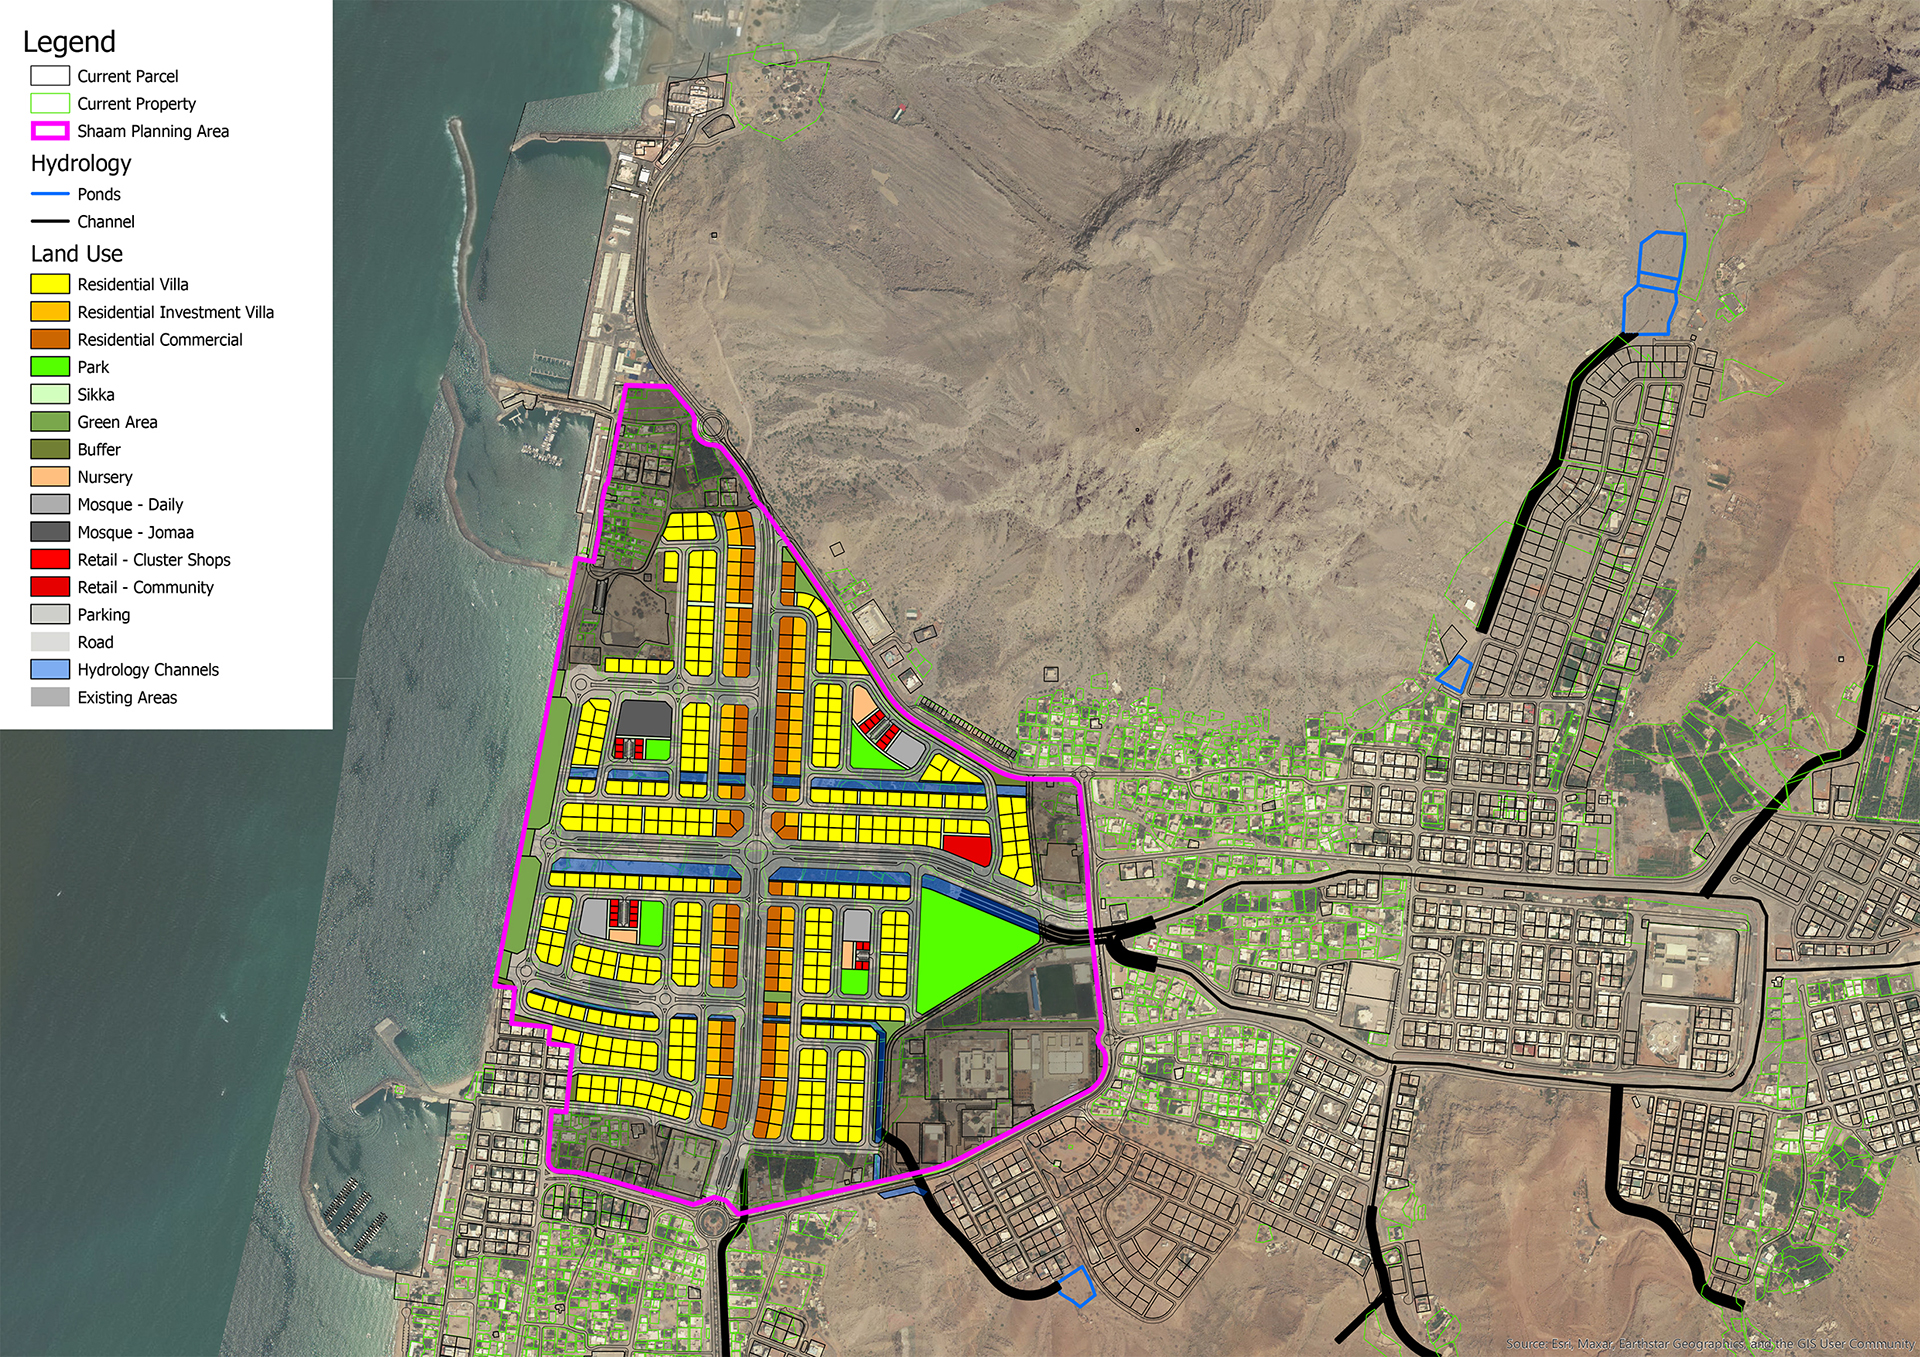 Legend
Current Parcel
Current Property
Shaam Planning Area
Hydrology
Ponds
Channel
Land Use
Residential Villa
Residential Investment Villa
Residential Commercial
Park
Sikka
Green Area
Buffer
Nursery
Mosque - Daily
Mosque - Jomaa
Retail - Cluster Shops
Retail - Community
Parking
Road
Hydrology Channels
Existing Areas
Source: Esri, Maxar, Earthstar Geographics, and the GIS User Community